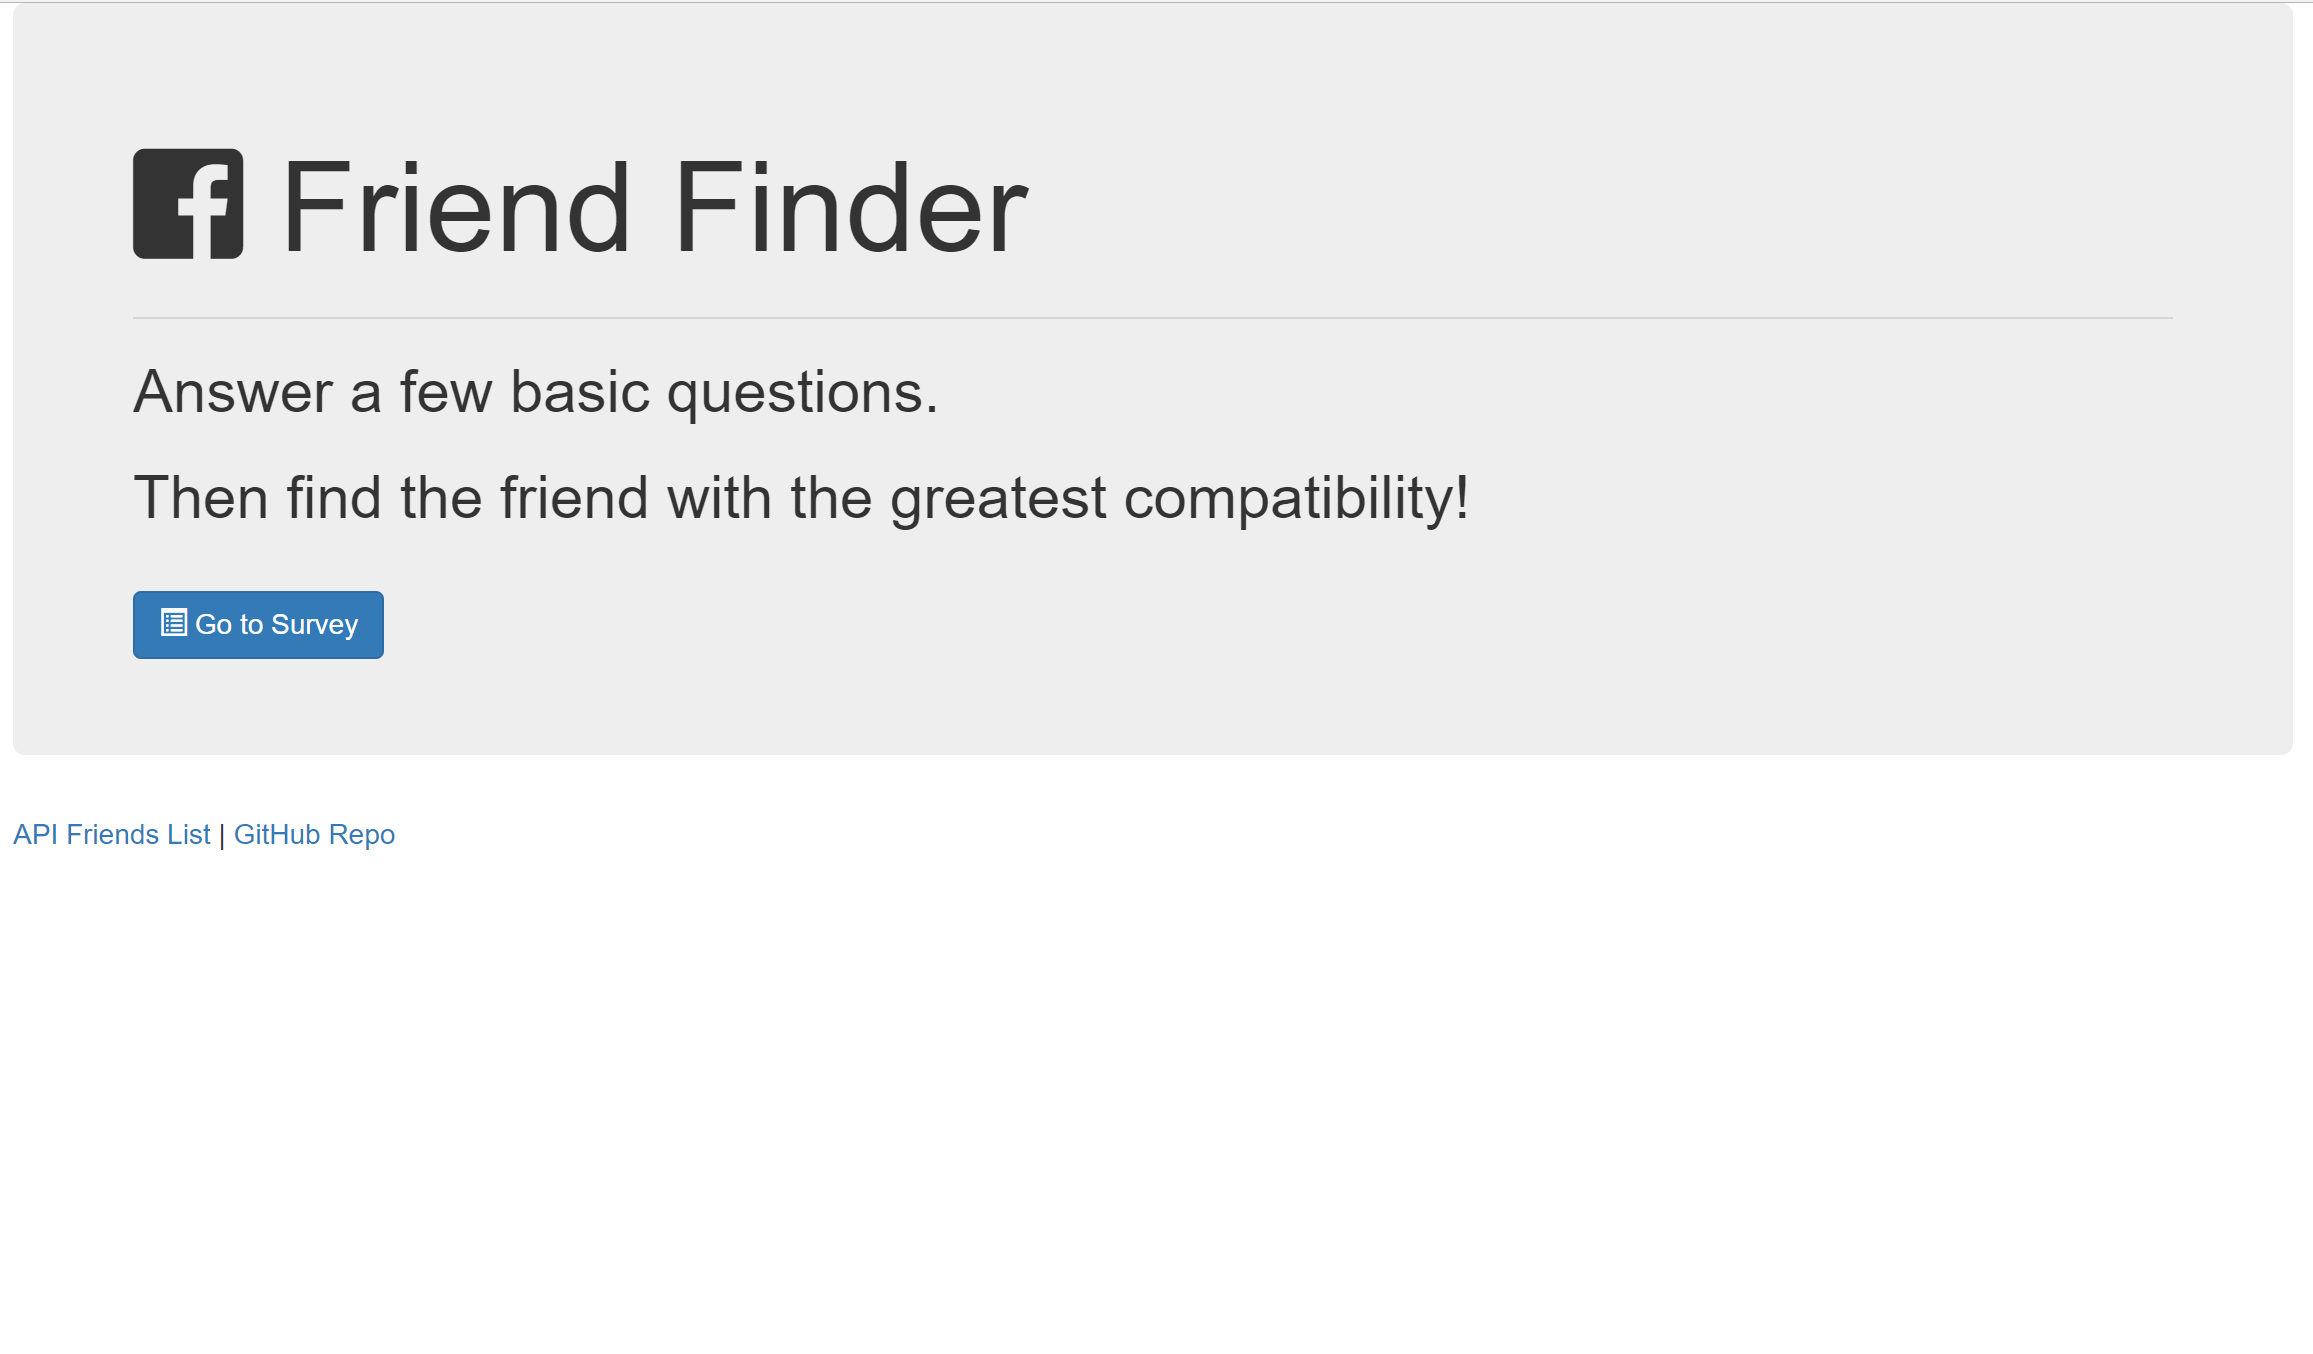 Friend Finder
Answer a few basic questions.
Then find the friend with the greatest compatibility!
Go to Survey
API Friends List | GitHub Repo